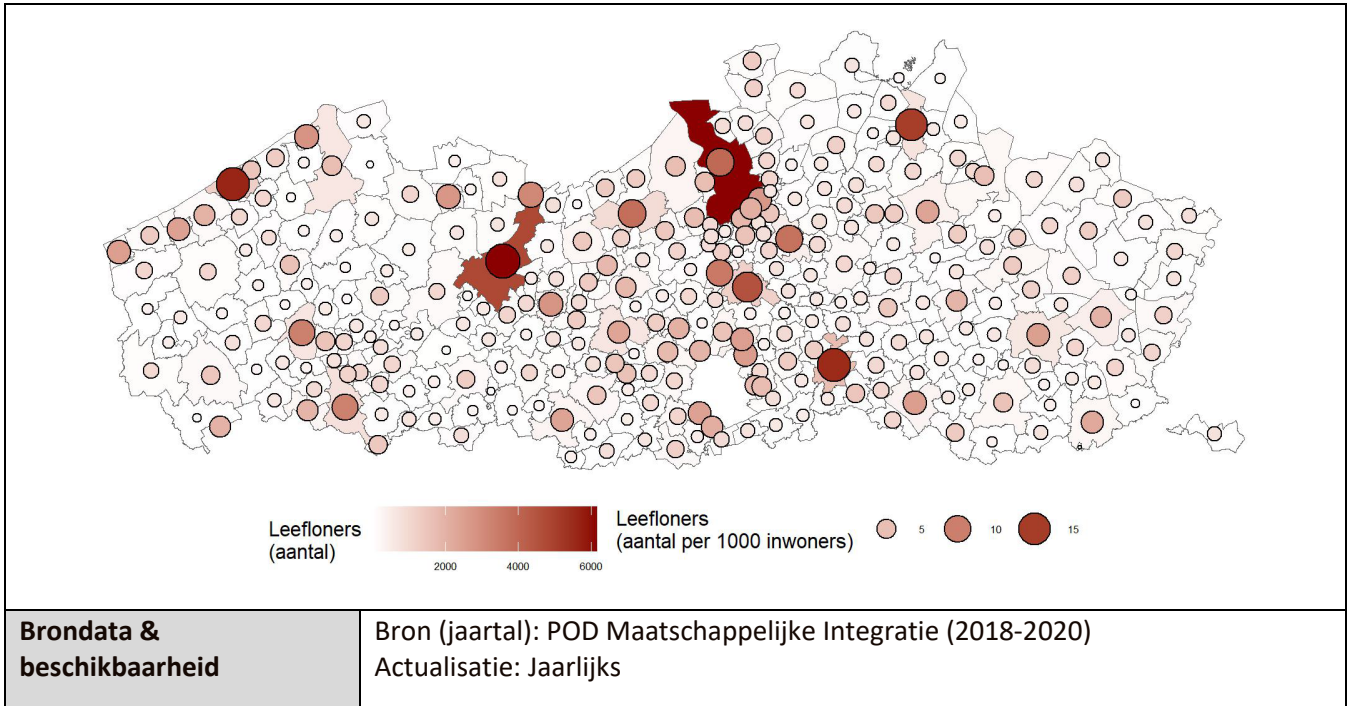 Leefloners
(aantal)
2000 4000 6000
Leefloners
(aantal per 1000 inwoners)
5 10 15
Brondata &
beschikbaarheid
Bron (jaartal): POD Maatschappelijke Integratie (2018-2020)
Actualisatie: Jaarlijks